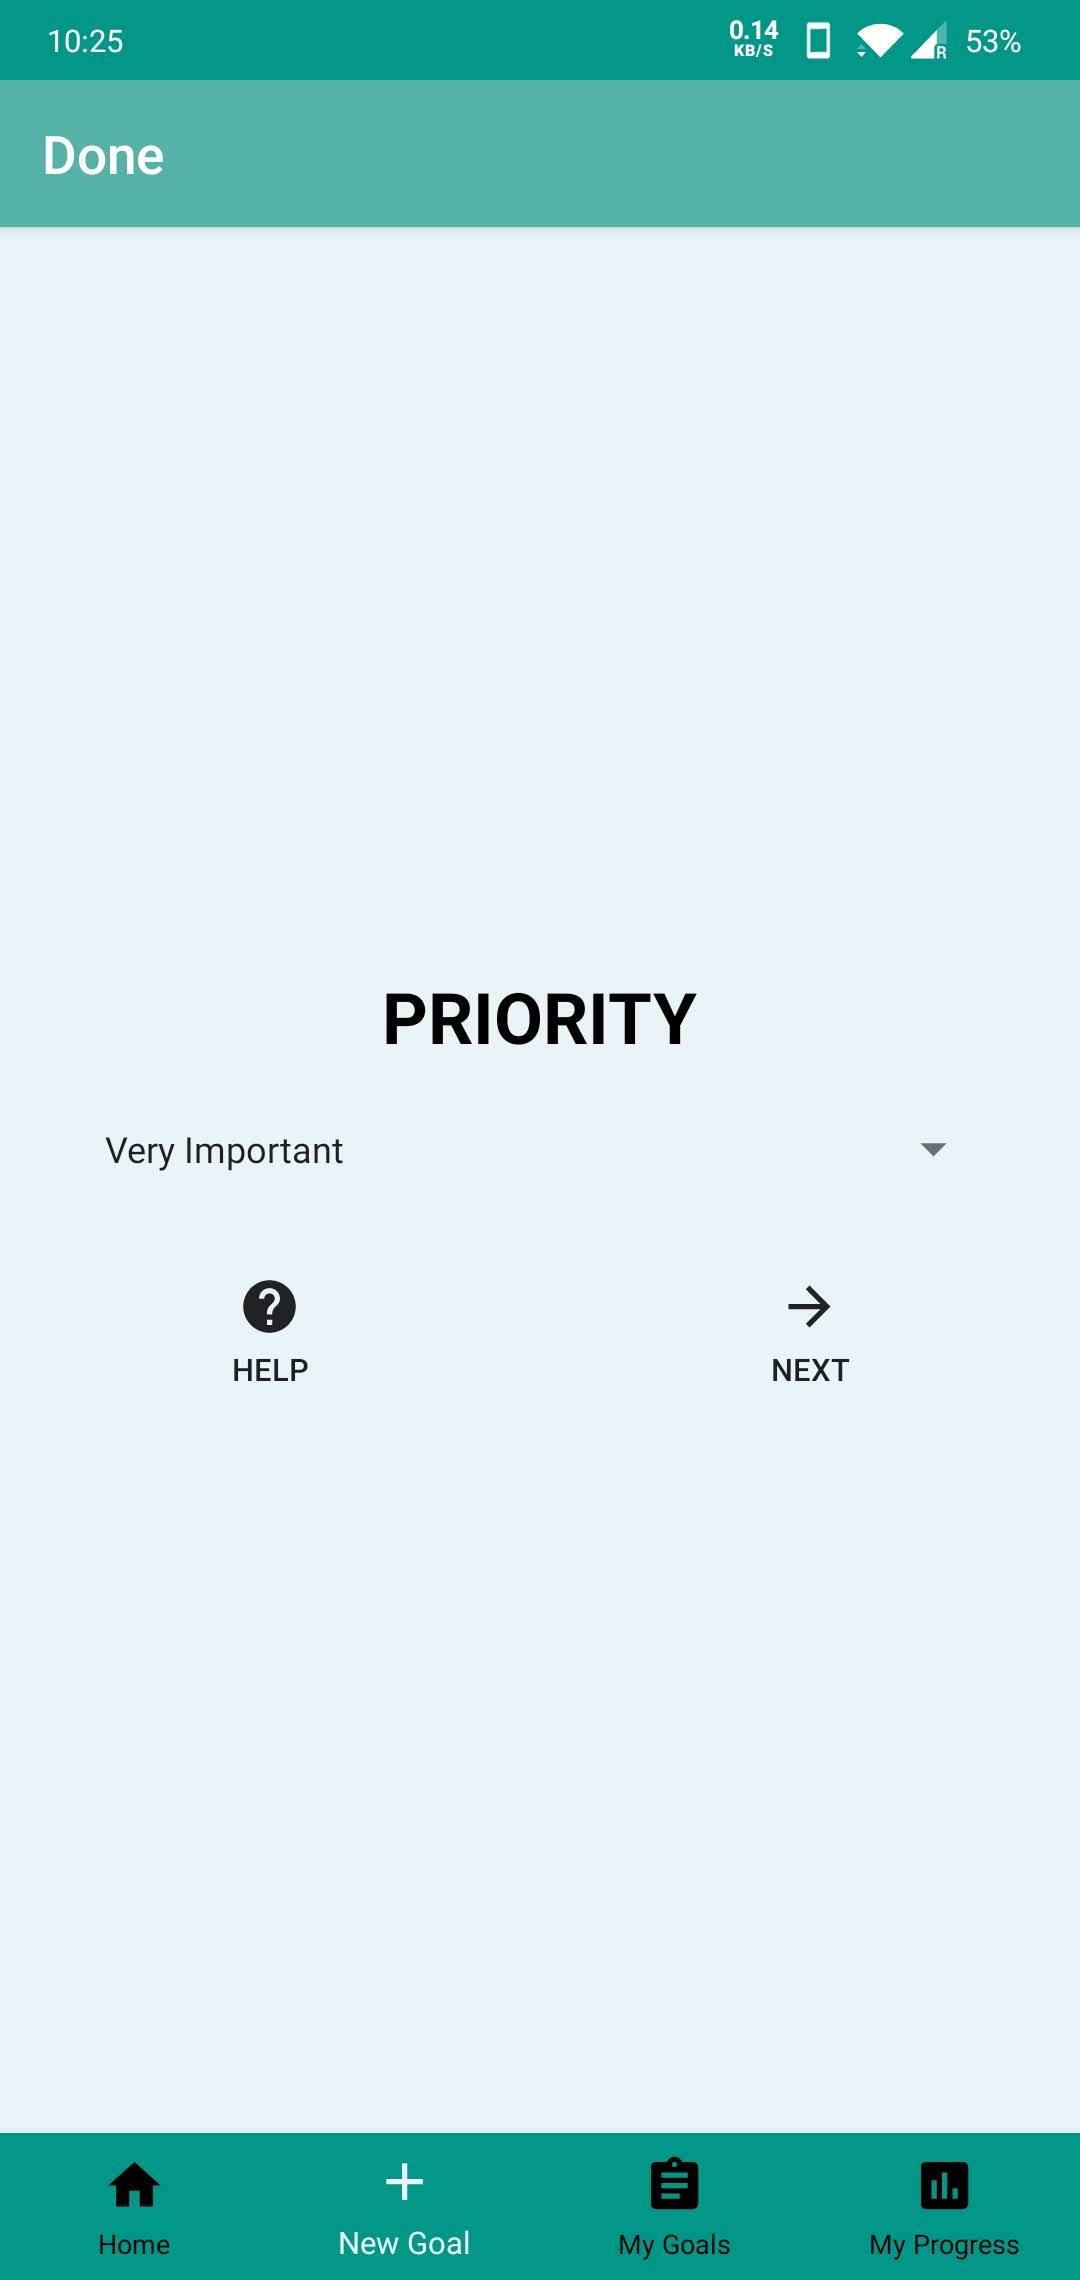 10:25
0.14
KB/S
R
53%
Done
PRIORITY
Very Important
HELP
NEXT
Home
New Goal
My Goals
My Progress